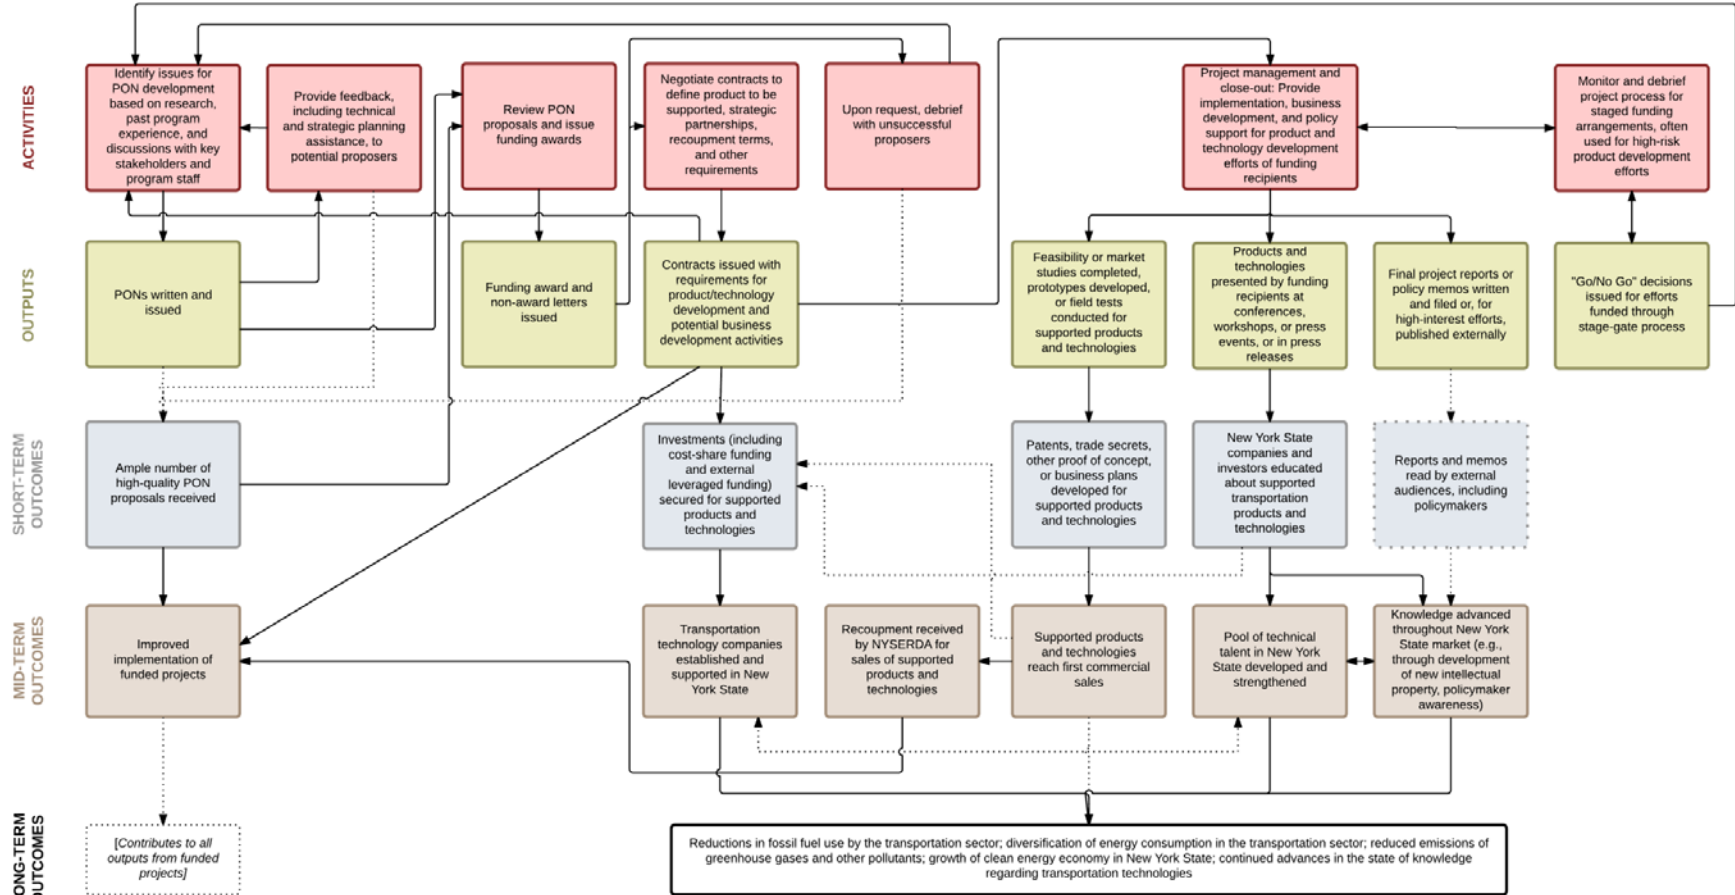 ACTIVITIES
Identify issues for
PON development
based on research,
past program
experience, and
discussions with key
stakeholders and
program staff
Provide feedback,
including technical
and strategic planning
assistance, to
potential proposers
Review PON
proposals and issue
funding awards
Negotiate contracts to
define product to be
supported, strategic
partnerships,
recoupment terms,
and other
requirements
Upon request, debrief
with unsuccessful
proposers
Project management and
close-out: Provide
implementation, business
development, and policy
support for product and
technology development
efforts of funding
recipients
Monitor and debrief
project process for
staged funding
arrangements, often
used for high-risk
product development
efforts
OUTPUTS
PONs written and
issued
Funding award and
non-award letters
issued
Contracts issued with
requirements for
product/technology
development and
potential business
development activities
Feasibility or market
studies completed,
prototypes developed,
or field tests
conducted for
supported products
and technologies
Products and
technologies
presented by funding
recipients at
conferences,
workshops, or press
events, or in press
releases
Final project reports or
policy memos written
and filed or, for
high-interest efforts,
published externally
"Go/No Go" decisions
issued for efforts
funded through
stage-gate process
SHORT-TERM
OUTCOMES
Ample number of
high-quality PON
proposals received
Investments (including
cost-share funding
and external
leveraged funding)
secured for supported
products and
technologies
Patents, trade secrets,
other proof of concept,
or business plans
developed for
supported products
and technologies
New York State
companies and
investors educated
about supported
transportation
products and
technologies
Reports and memos
read by external
audiences, including
policymakers
MID-TERM
OUTCOMES
Improved
implementation of
funded projects
Transportation
technology companies
established and
supported in New
York State
Recoupment received
by NYSERDA for
sales of supported
products and
technologies
Supported products
and technologies
reach first commercial
sales
Pool of technical
talent in New York
State developed and
strengthened
Knowledge advanced
throughout New York
State market (e.g.,
through development
of new intellectual
property, policymaker
awareness)
ONG-TERM
OUTCOMES
[Contributes to all
outputs from funded
projects]
Reductions in fossil fuel use by the transportation sector; diversification of energy consumption in the transportation sector; reduced emissions of
greenhouse gases and other pollutants; growth of clean energy economy in New York State; continued advances in the state of knowledge
regarding transportation technologies